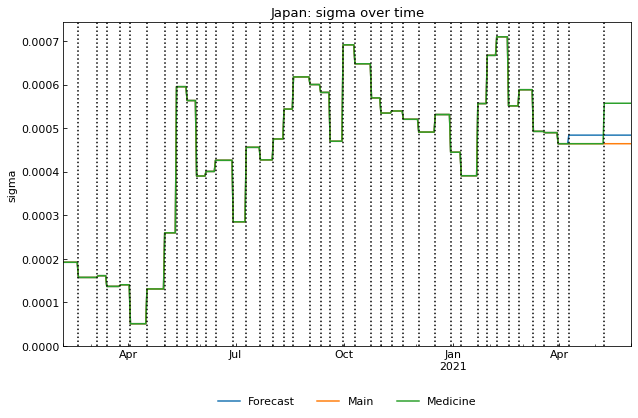 Japan: sigma over time
0.0007
0.0006
0.0005
0.0004
0.0003
0.0002
0.0001
0.0000
sigma
Apr Jul Oct Jan Apr
2021
Forecast Main Medicine